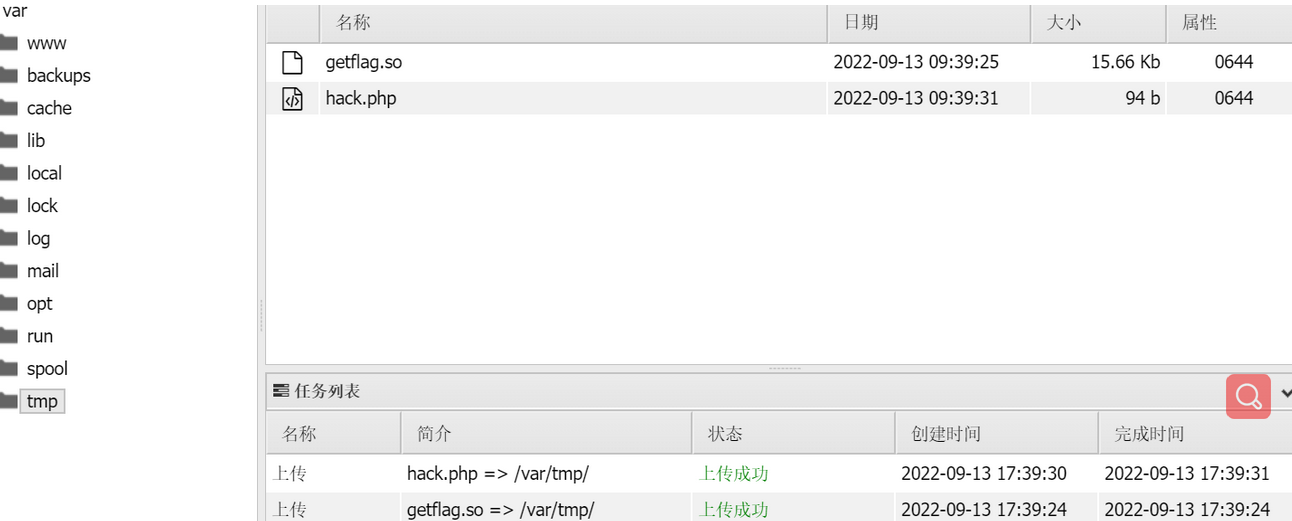 var
www
backups
cache
lib
local
lock
log
mail
opt
run
spool
tmp
名称 日期 大小 属性
getflag.so 2022-09-13 09:39:25 15.66 Kb 0644
hack.php 2022-09-13 09:39:31 94 b 0644
任务列表
名称 简介 状态 创建时间 完成时间
上传 hack.php => /var/tmp/ 上传成功 2022-09-13 17:39:30 2022-09-13 17:39:31
上传 getflag.so => /var/tmp/ 上传成功 2022-09-13 17:39:24 2022-09-13 17:39:24